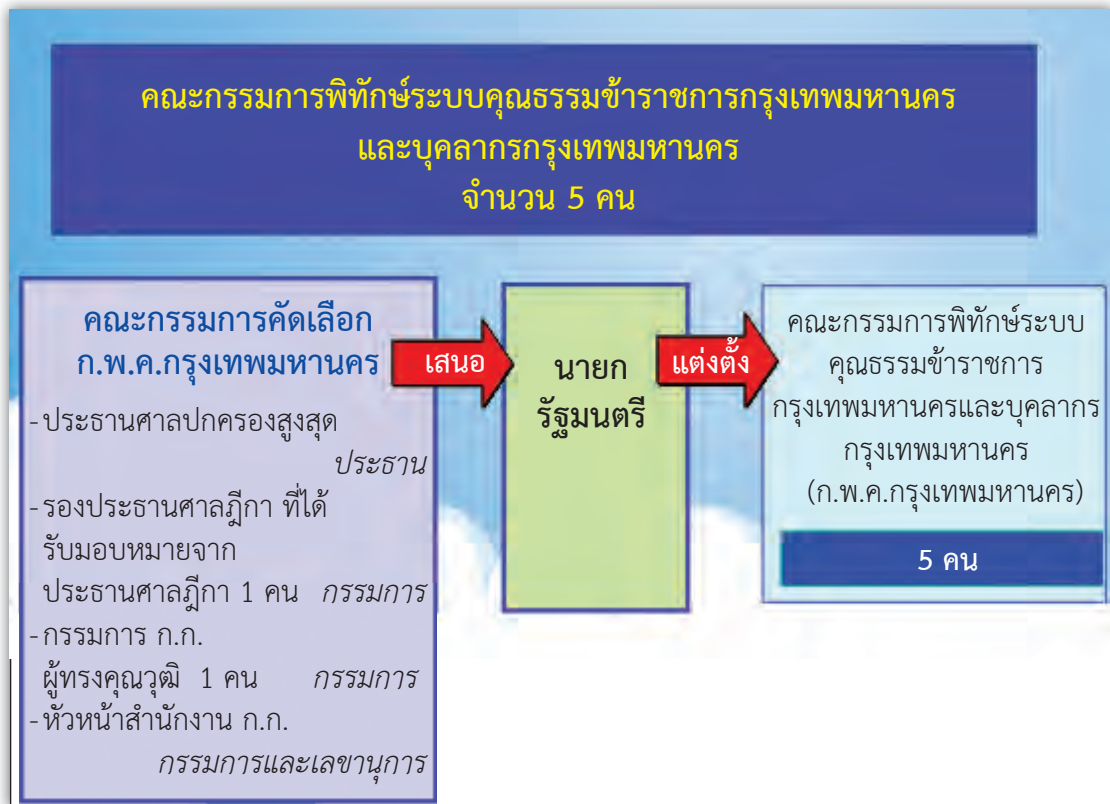 คณะกรรมการพิทักษ์ระบบคุณธรรมข้าราชการกรุงเทพมหานคร
และบุคลากรกรุงเทพมหานคร
จำนวน 5 คน
คณะกรรมการคัดเลือก
ก.พ.ค.กรุงเทพมหานคร
-ประธานศาลปกครองสูงสุด
ประธาน
-รองประธานศาลฎีกา ที่ได้
รับมอบหมายจาก
ประธานศาลฎีกา 1 คน กรรมการ
-กรรมการ ก.ก.
ผู้ทรงคุณวุฒิ 1 คน กรรมการ
-หัวหน้าสำนักงาน ก.ก.
กรรมการและเลขานุการ
เสนอ
นายก
รัฐมนตรี
แต่งตั้ง
คณะกรรมการพิทักษ์ระบบ
คุณธรรมข้าราชการ
กรุงเทพมหานครและบุคลากร
กรุงเทพมหานคร
(ก.พ.ค.กรุงเทพมหานคร)
5 คน